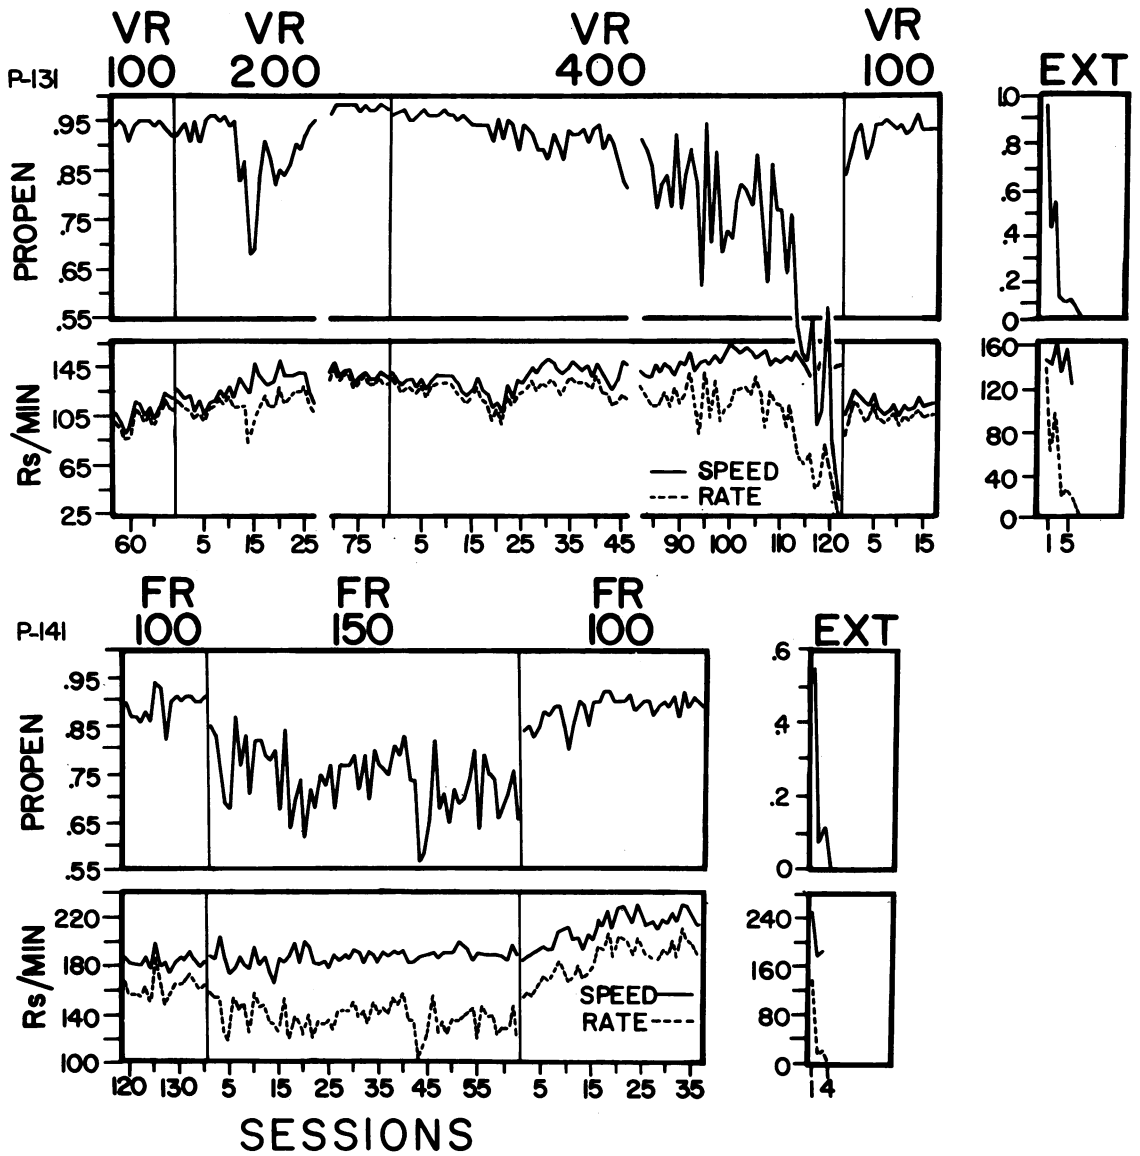 VR VR VR VR
P-131 100 200 400 100 EXT
PROPEN
.95
.85
.75
.65
.55
1.0
.8
.6
.4
.2
0
Rs/MIN
145
105
65
25
SPEED
RATE
160
120
80
40
0
60 5 15 25 75 5 15 25 35 45 90 100 110 120 5 15 1 5
FR FR FR
P-141 100 150 100 EXT
PROPEN
.95
.85
.75
.65
.55
.6
.4
.2
0
Rs/MIN
220
180
140
100
SPEED
RATE
240
160
80
0
120 130 5 15 25 35 45 55 5 15 25 35 1 4
SESSIONS